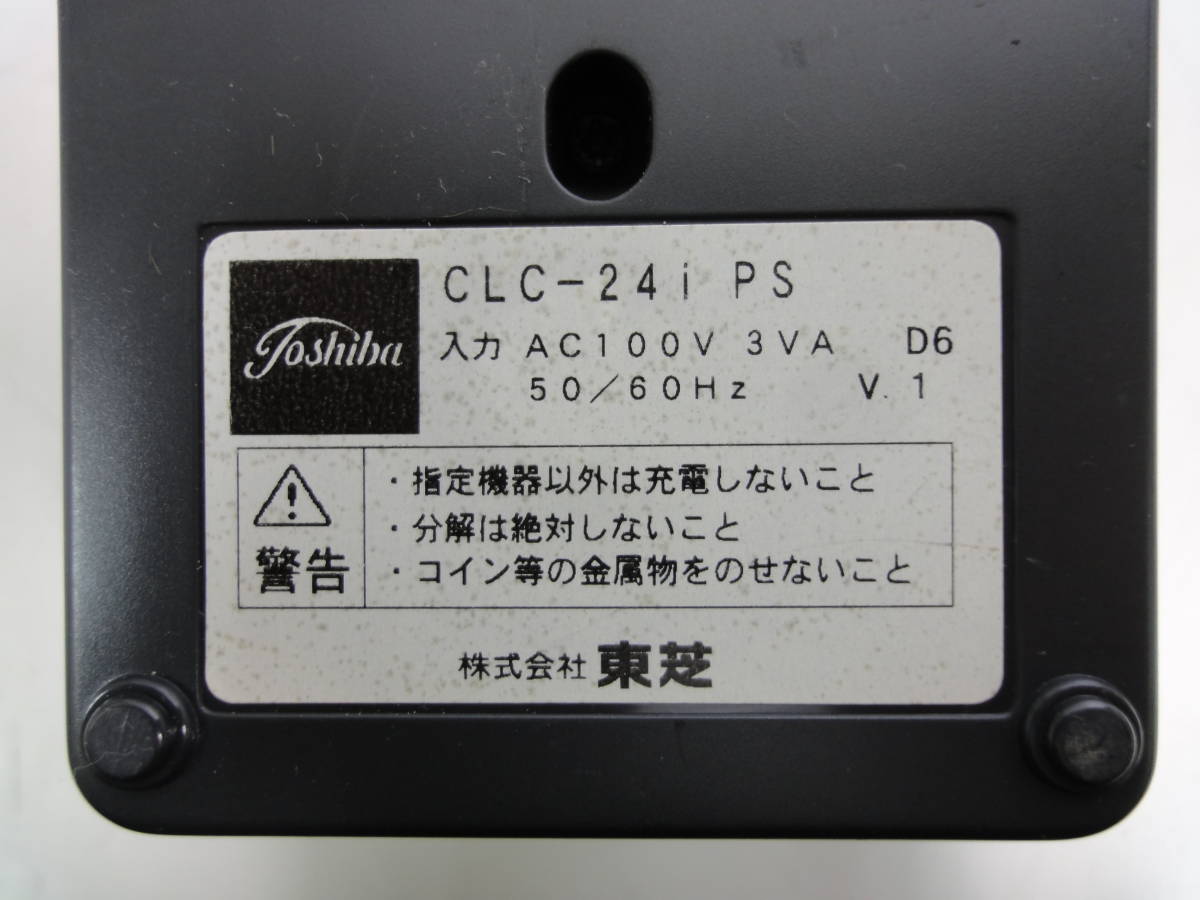 Toshiba
CLC-24i PS
入力 AC100V 3VA D6
50/60Hz V.1
警告
・指定機器以外は充電しないこと
・分解は絶対しないこと
・コイン等の金属物をのせないこと
株式会社 東芝